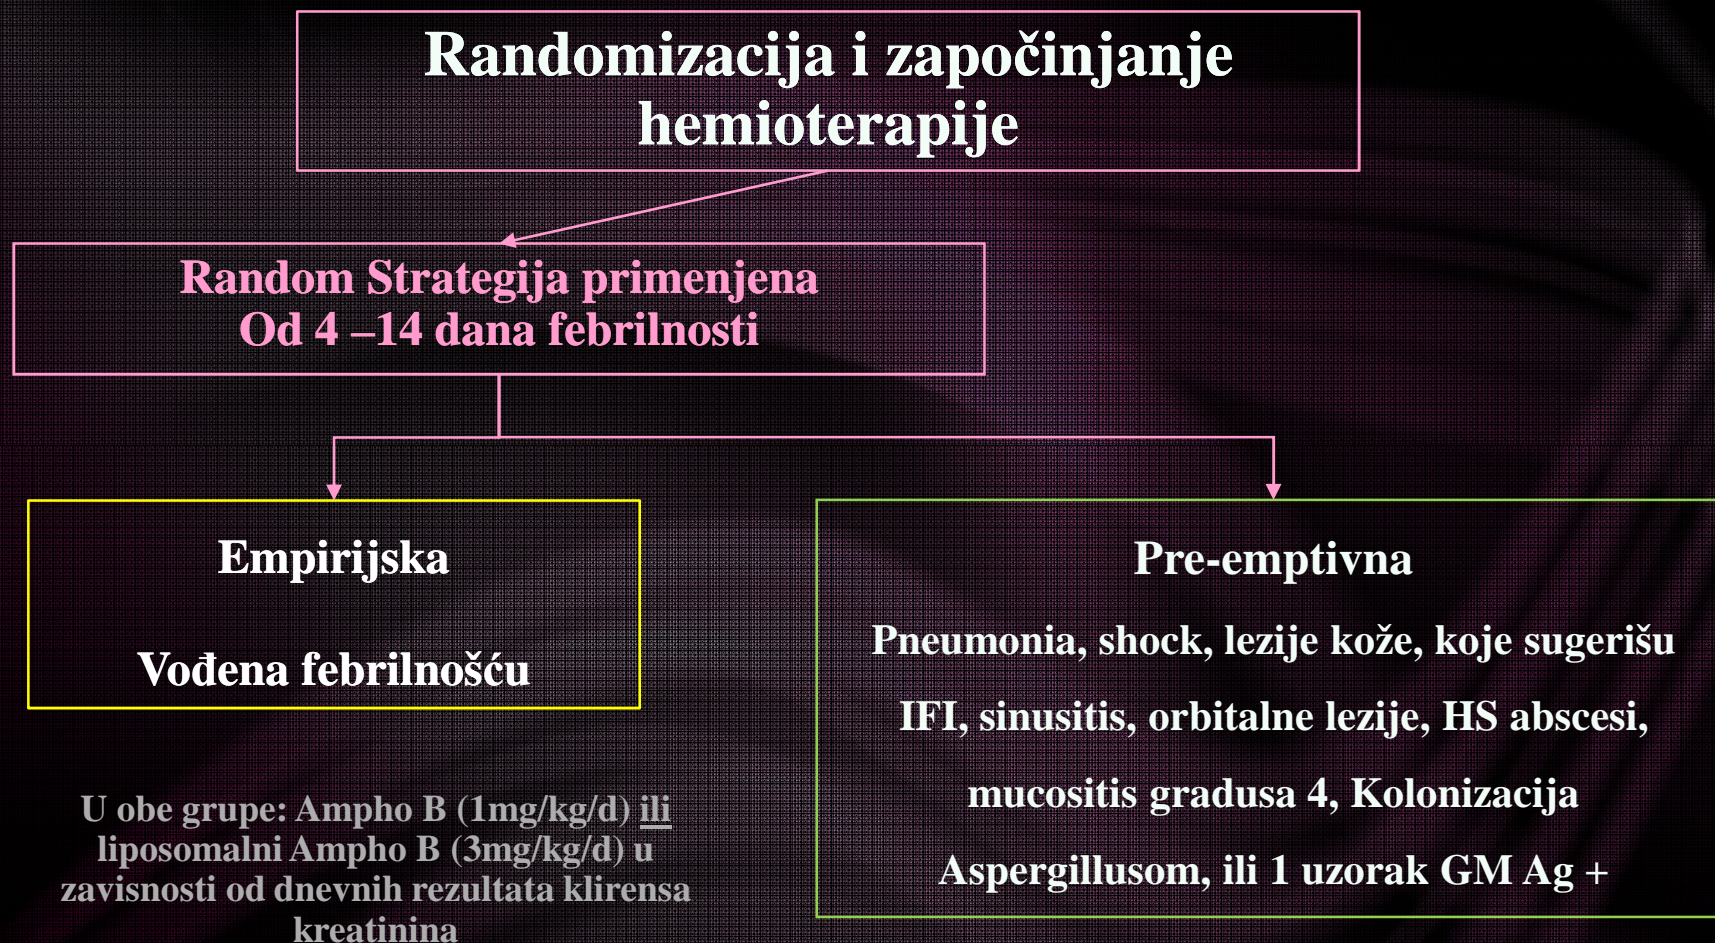 Randomizacija i započinjanje
hemioterapije
Random Strategija primenjena
Od 4 –14 dana febrilnosti
Empirijska
Vođena febrilnošću
Pre-emptivna
Pneumonia, shock, lezije kože, koje sugerišu
IFI, sinusitis, orbitalne lezije, HS abscesi,
mucositis gradusa 4, Kolonizacija
Aspergillusom, ili 1 uzorak GM Ag +
U obe grupe: Ampho B (1mg/kg/d) ili
liposomalni Ampho B (3mg/kg/d) u
zavisnosti od dnevnih rezultata klirensa
kreatinina